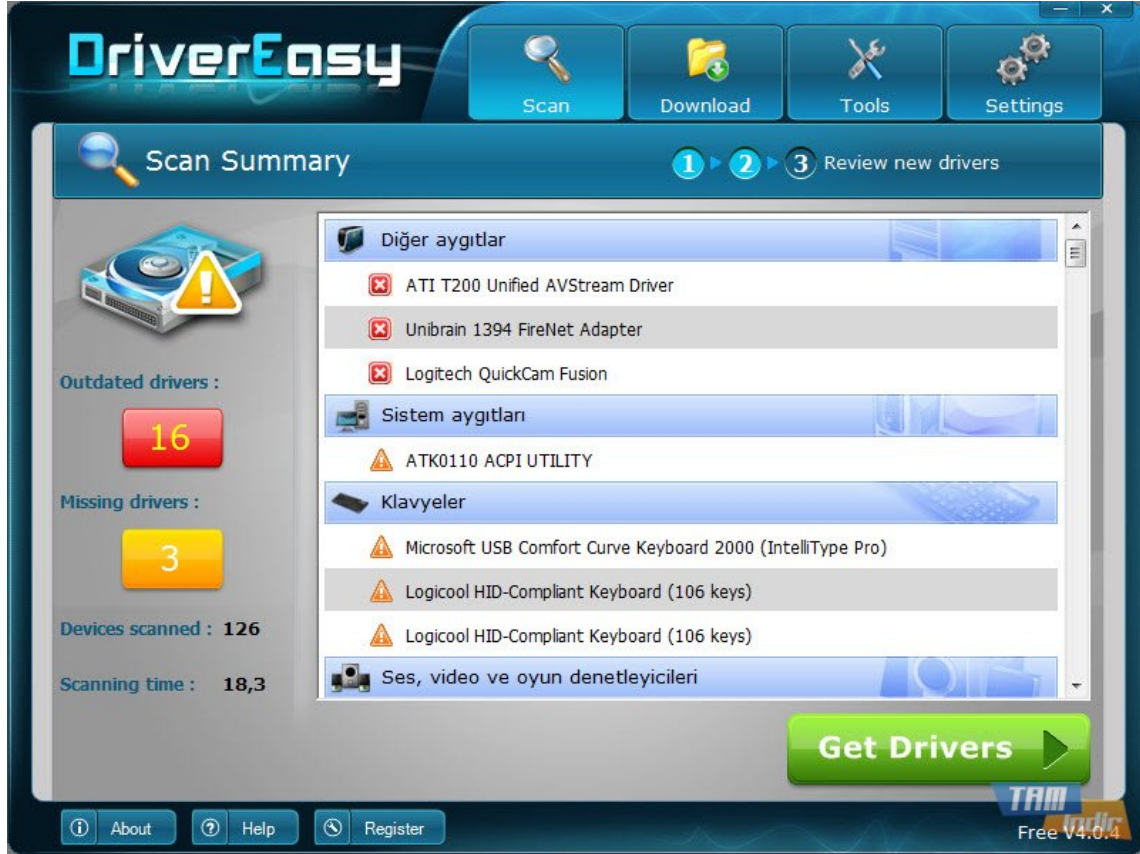 DriverEasy
Scan
Download
Tools
Settings
Scan Summary
1 2 3 Review new drivers
Outdated drivers :
16
Missing drivers :
3
Devices scanned : 126
Scanning time : 18,3
Diğer aygıtlar
ATI T200 Unified AVStream Driver
Unibrain 1394 FireNet Adapter
Logitech QuickCam Fusion
Sistem aygıtları
ATK0110 ACPI UTILITY
Klavyeler
Microsoft USB Comfort Curve Keyboard 2000 (IntelliType Pro)
Logicool HID-Compliant Keyboard (106 keys)
Logicool HID-Compliant Keyboard (106 keys)
Ses, video ve oyun denetleyicileri
Get Drivers
About
Help
Register
TAM
indir
Free V4.0.4